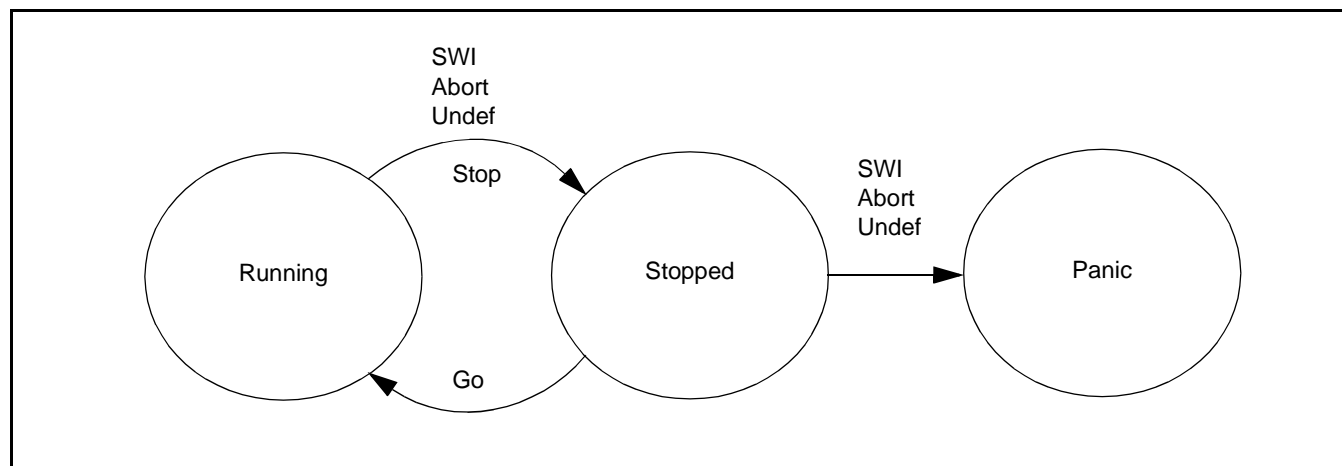 SWI
Abort
Undef
Stop
SWI
Abort
Undef
Running
Stopped
Panic
Go